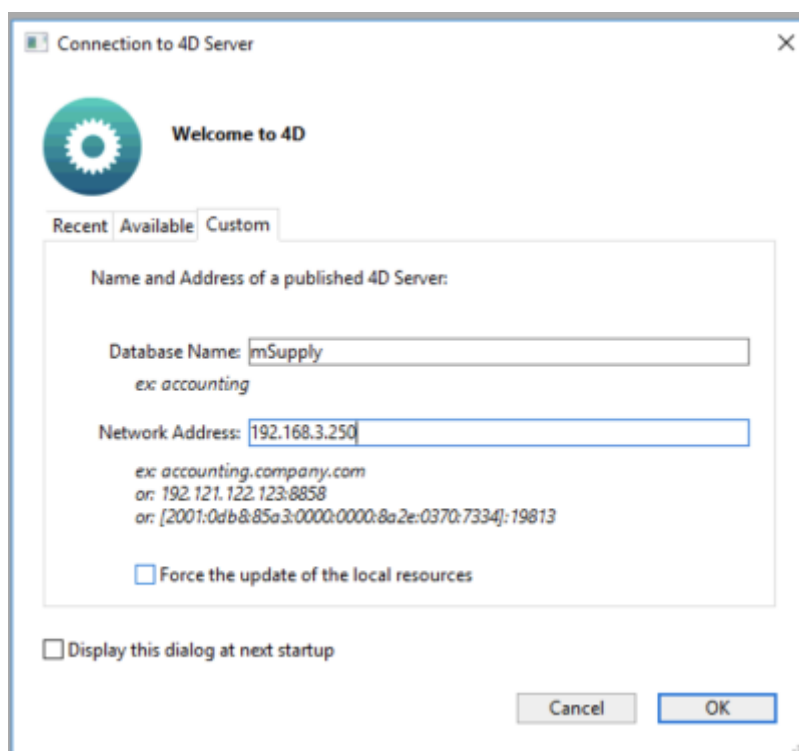 Connection to 4D Server
Welcome to 4D
Recent Available Custom
Name and Address of a published 4D Server:
Database Name: mSupply
ex: accounting
Network Address: 192.168.3.250
ex: accounting.company.com
or: 192.121.122.123:8858
or: [2001:0db8:85a3:0000:0000:8a2e:0370:7334]:19813
Force the update of the local resources
Display this dialog at next startup
Cancel OK